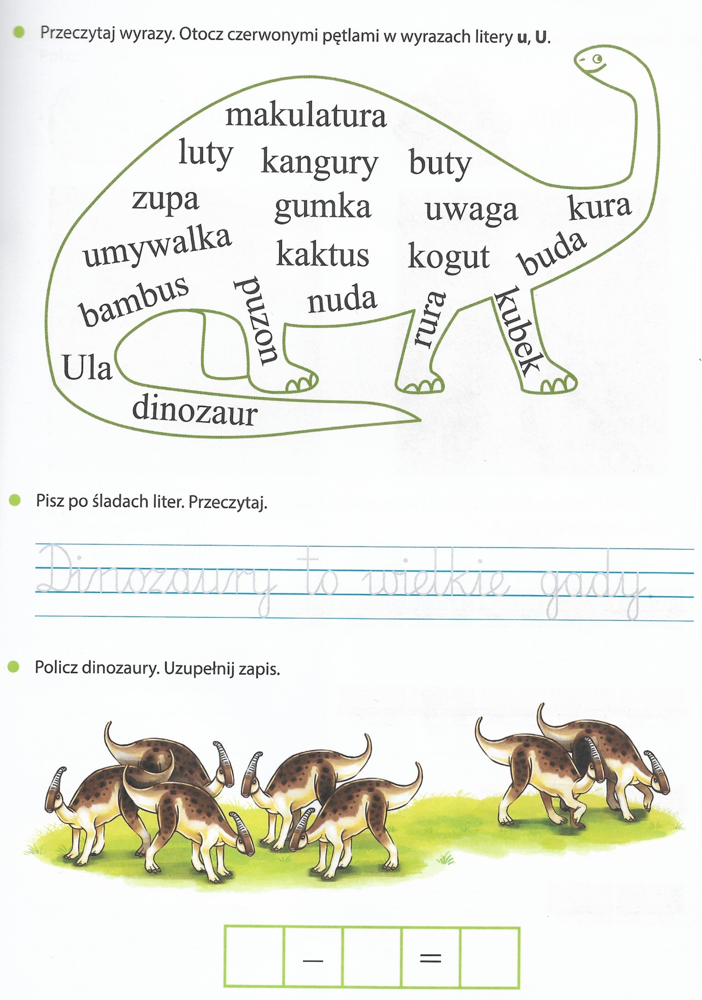 Przeczytaj wyrazy. Otocz czerwonymi pętlami w wyrazach litery u, U.
makulatura
luty kangury buty
zupa gumka uwaga kura
umywalka kaktus kogut buda
bambus puzon nuda rura kubek
Ula
dinozaur
Pisz po śladach liter. Przeczytaj.
Dinozaury to wielkie gady.
Policz dinozaury. Uzupełnij zapis.
– =